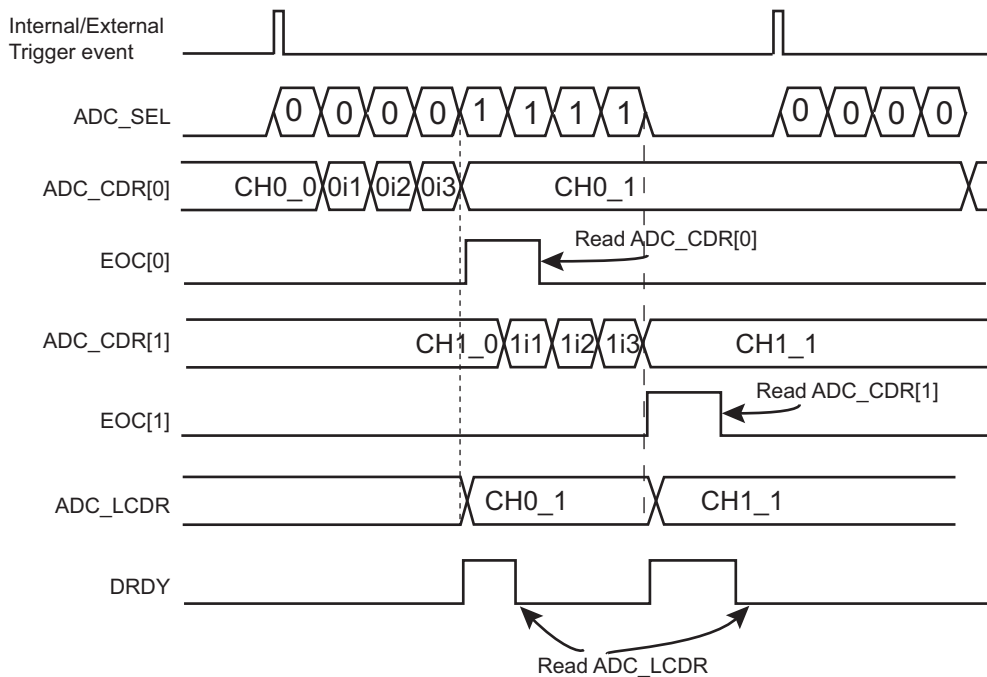 Internal/External
Trigger event
ADC_SEL 0 0 0 0 1 1 1 1 0 0 0 0
ADC_CDR[0] CH0_0 0i1 0i2 0i3 CH0_1
EOC[0] Read ADC_CDR[0]
ADC_CDR[1] CH1_0 1i1 1i2 1i3 CH1_1
EOC[1] Read ADC_CDR[1]
ADC_LCDR CH0_1 CH1_1
DRDY
Read ADC_LCDR